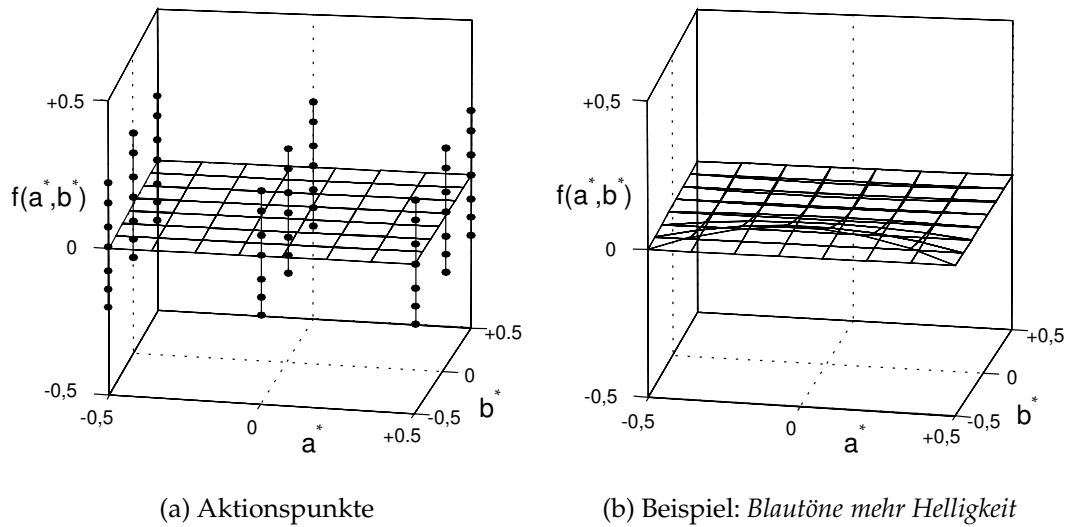 +0.5
f(a*,b*)
0
-0,5
-0,5
0
a*
+0.5
-0,5
b*
0
+0.5
+0,5
f(a*,b*)
0
-0,5
-0,5
0
a*
+0,5
-0,5
b*
0
+0,5
(a) Aktionspunkte
(b) Beispiel: Blautöne mehr Helligkeit